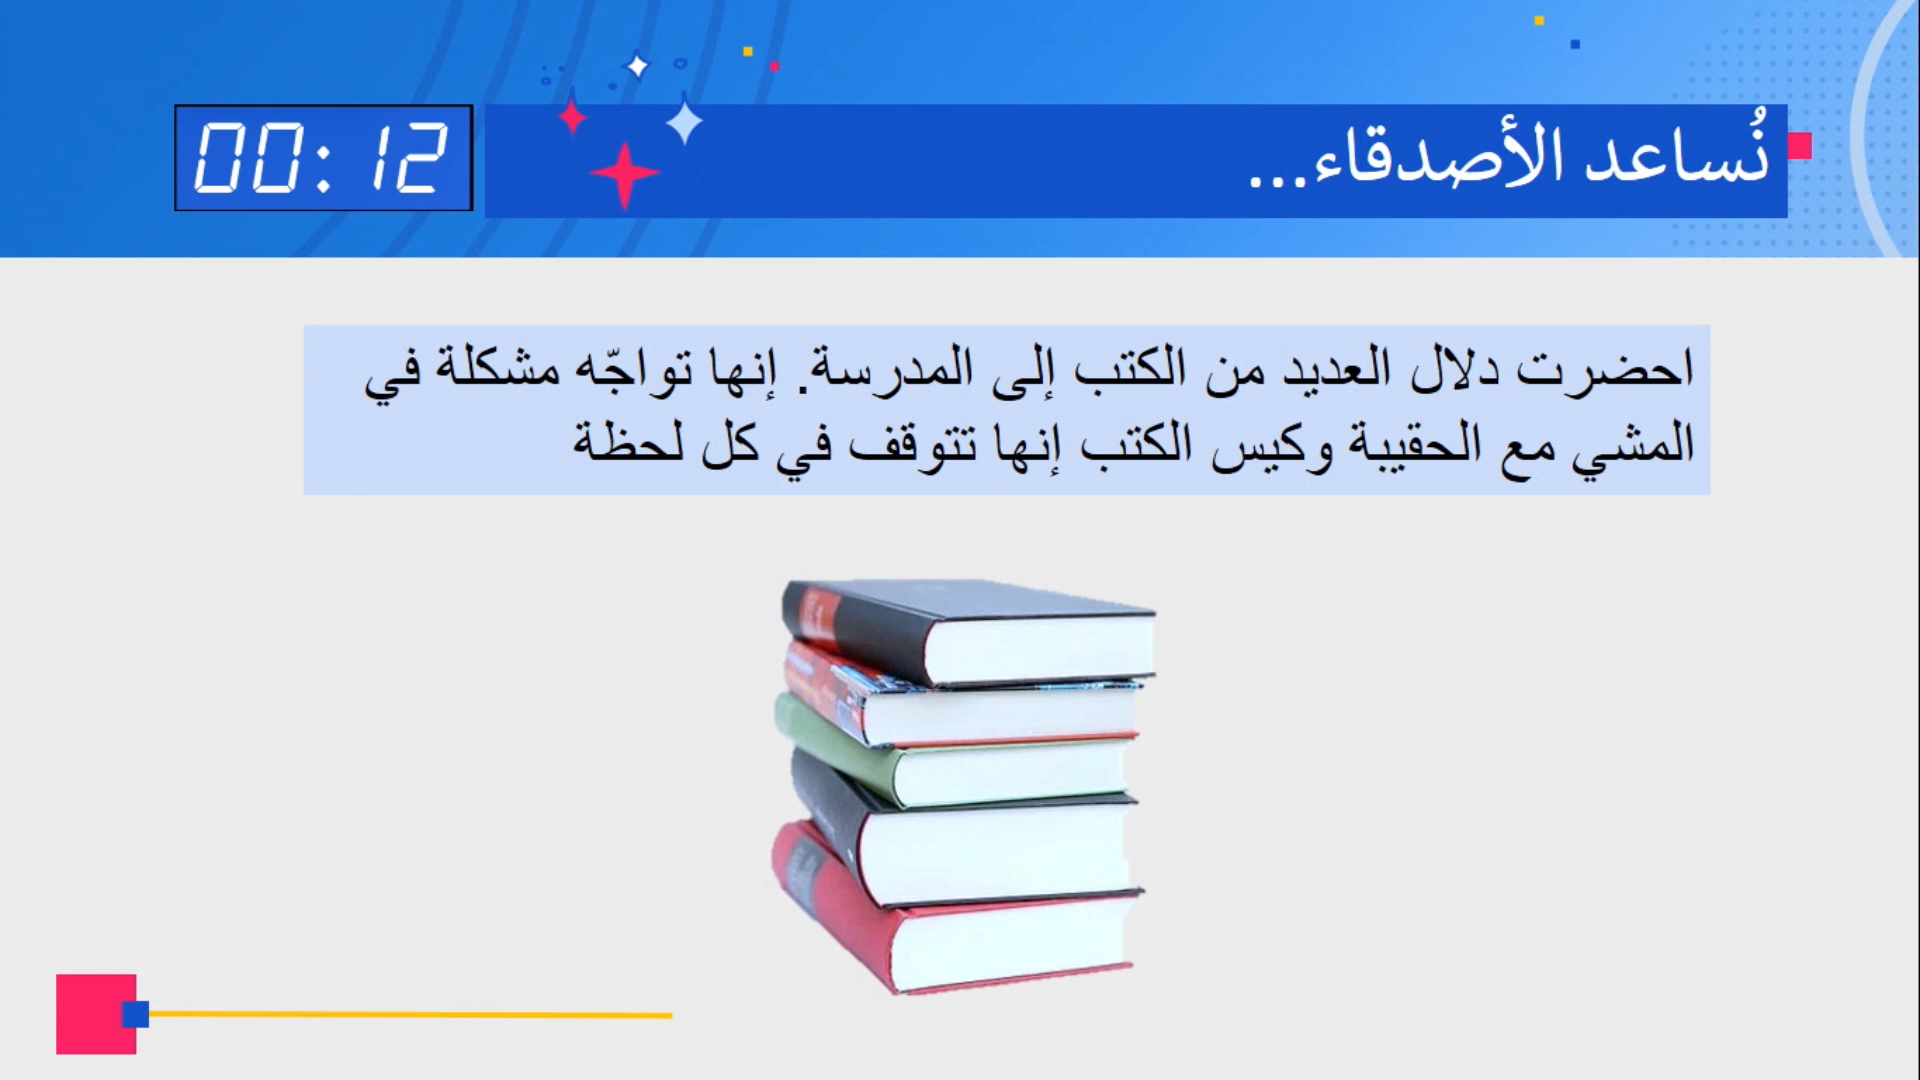 نُساعد الأصدقاء...
00:12
احضرت دلال العديد من الكتب إلى المدرسة. إنها تواجّه مشكلة في
المشي مع الحقيبة وكيس الكتب إنها تتوقف في كل لحظة